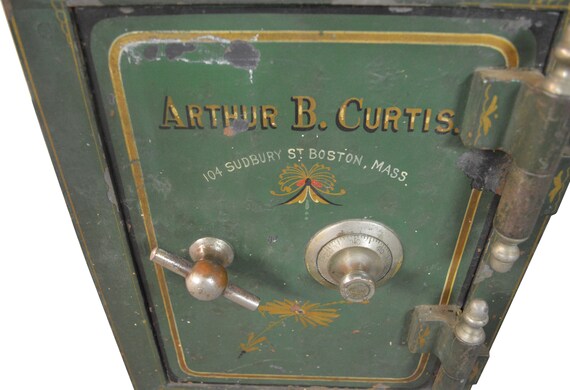 ARTHUR B. CURTIS.
104 SUDBURY ST. BOSTON, MASS.